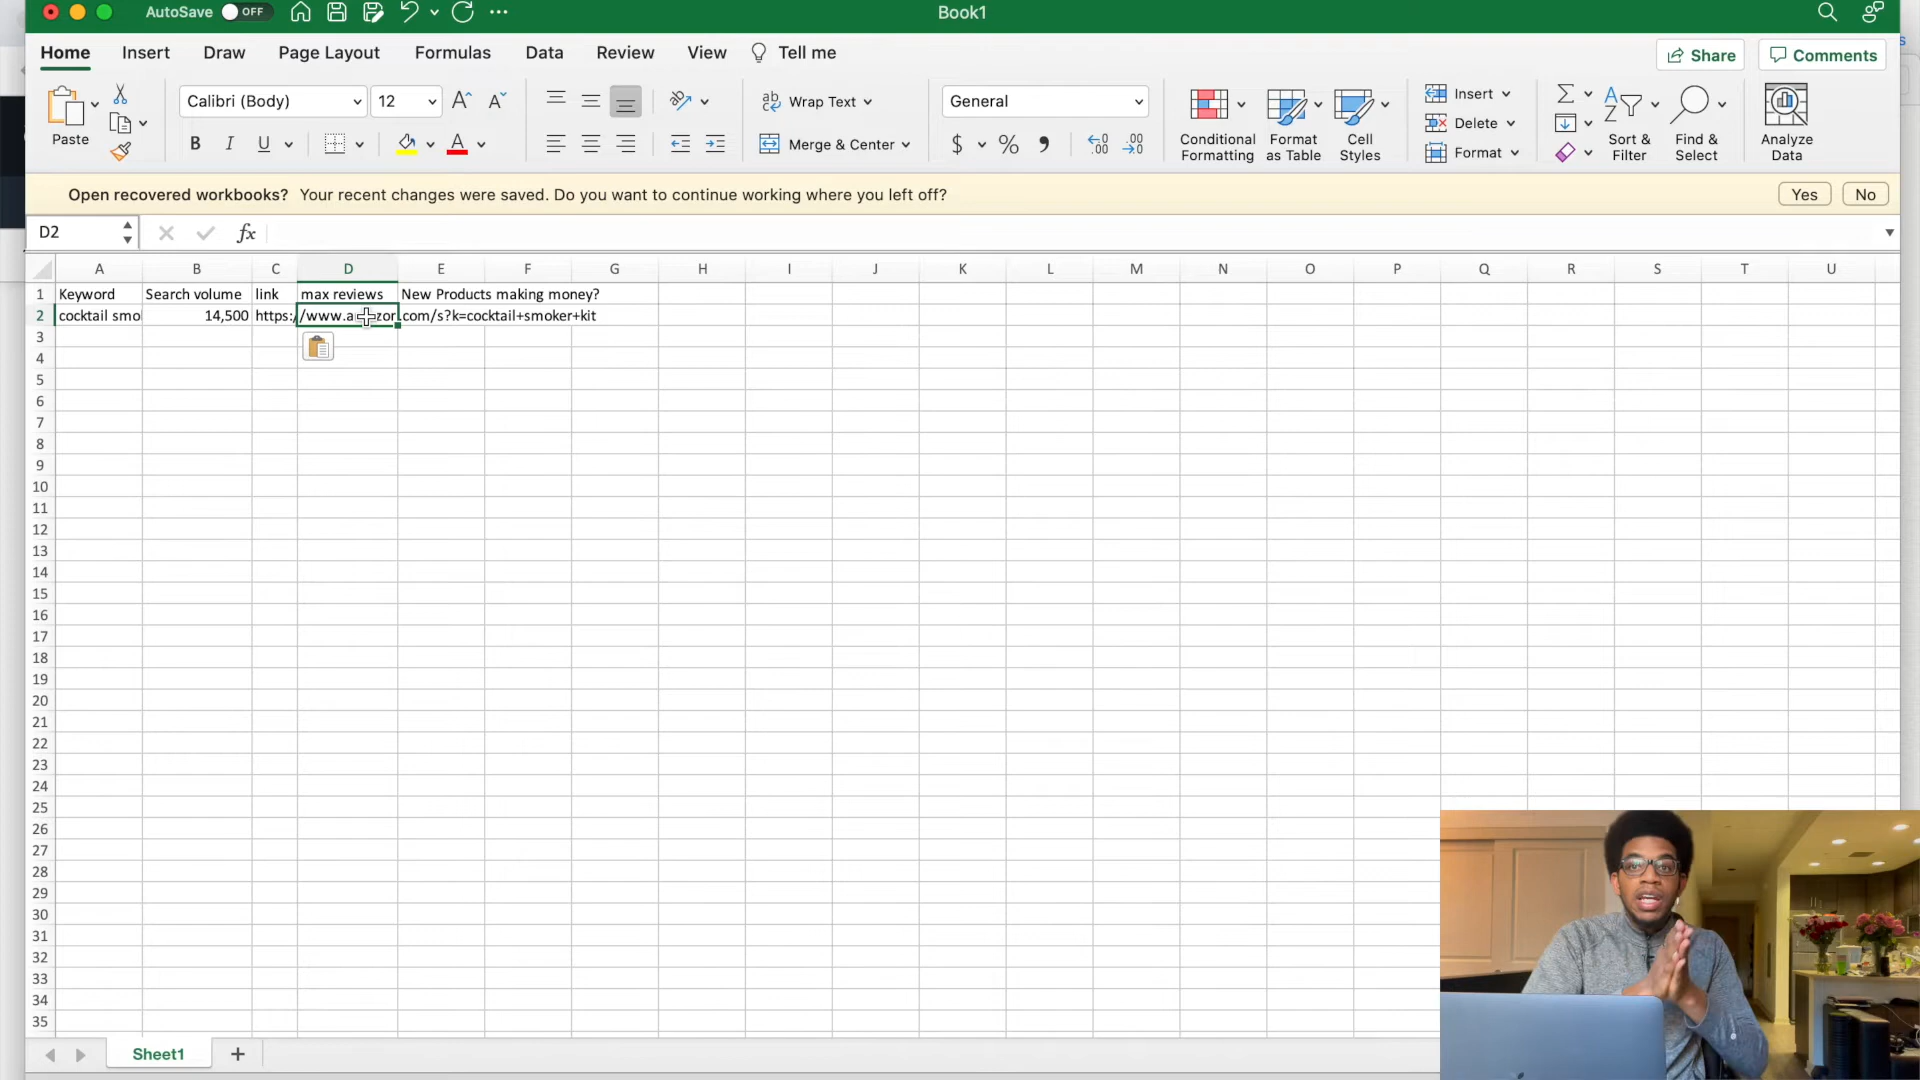 AutoSave OFF
Book1
Home Insert Draw Page Layout Formulas Data Review View Tell me
Share Comments
Paste
Calibri (Body) 12
B I U
Wrap Text
Merge & Center
General
$ %
Conditional Formatting
Format as Table
Cell Styles
Insert
Delete
Format
Sort & Filter
Find & Select
Analyze Data
Open recovered workbooks? Your recent changes were saved. Do you want to continue working where you left off?
Yes No
D2 fx
A B C D E F G H I J K L M N O P Q R S T U
1 Keyword Search volume link max reviews New Products making money?
2 cocktail smo 14,500 https://www.amazon.com/s?k=cocktail+smoker+kit
3
4
5
6
7
8
9
10
11
12
13
14
15
16
17
18
19
20
21
22
23
24
25
26
27
28
29
30
31
32
33
34
35
Sheet1